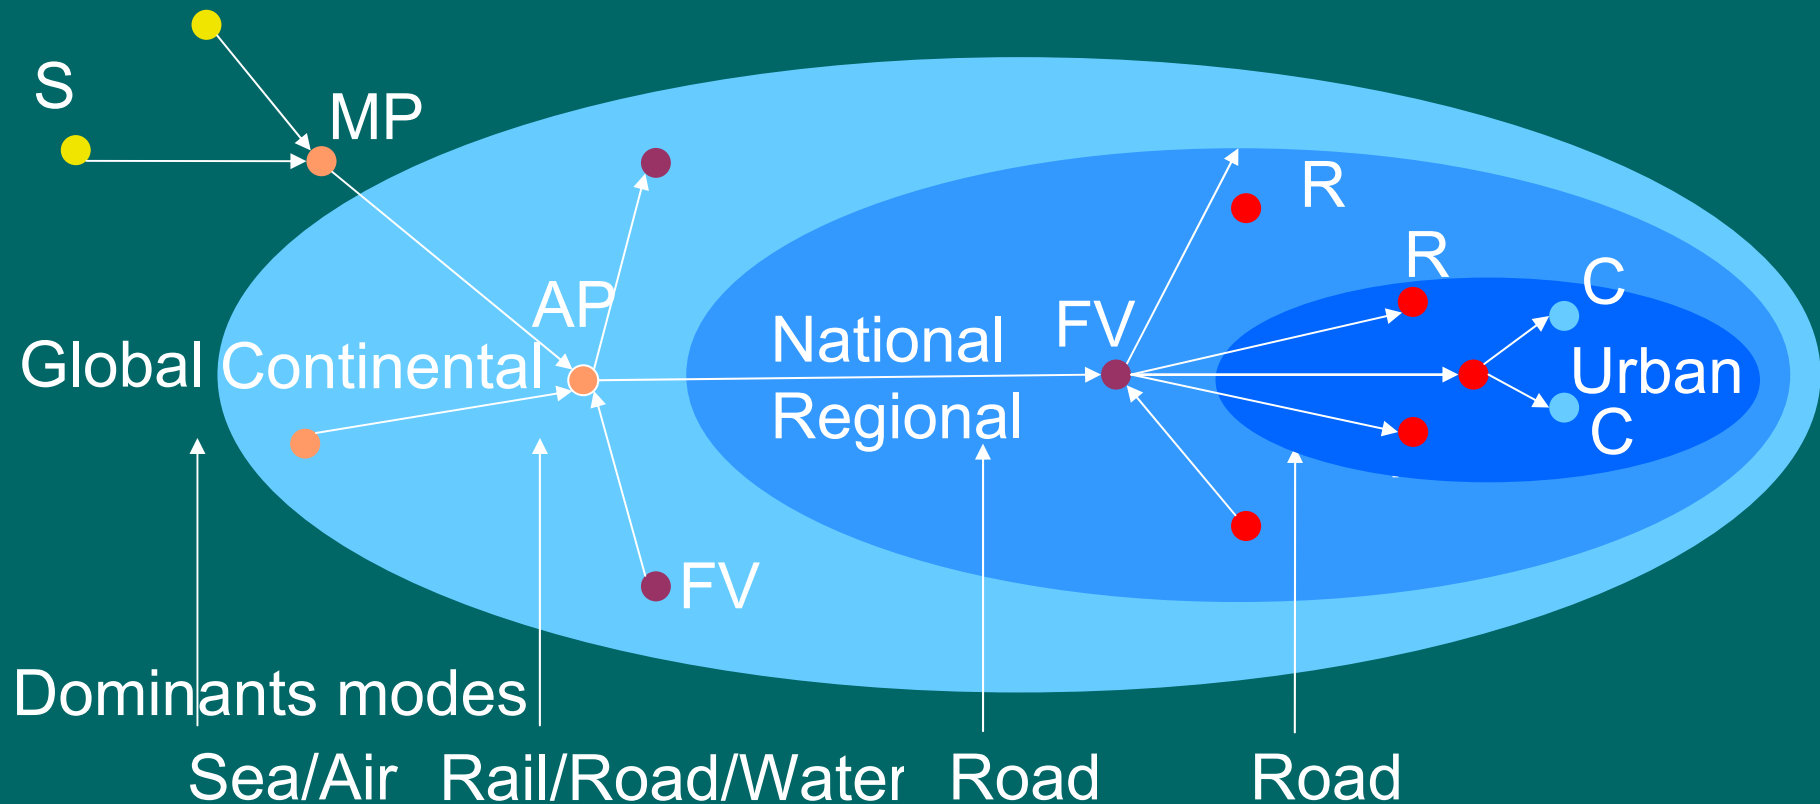 S
MP
R
R
C
AP
FV
National
Global
Continental
Urban
Regional
C
FV
Dominants modes
Sea/Air
Rail/Road/Water
Road
Road